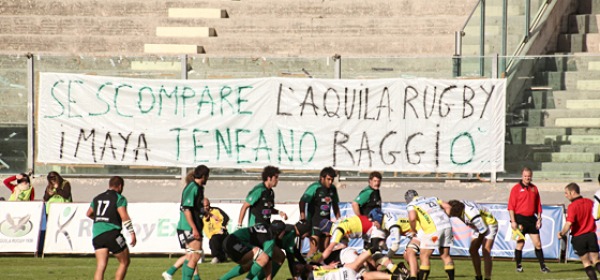 SE SCOMPARE L'AQUILA RUGBY
I MAYA TENEANO RAGGIO'
17